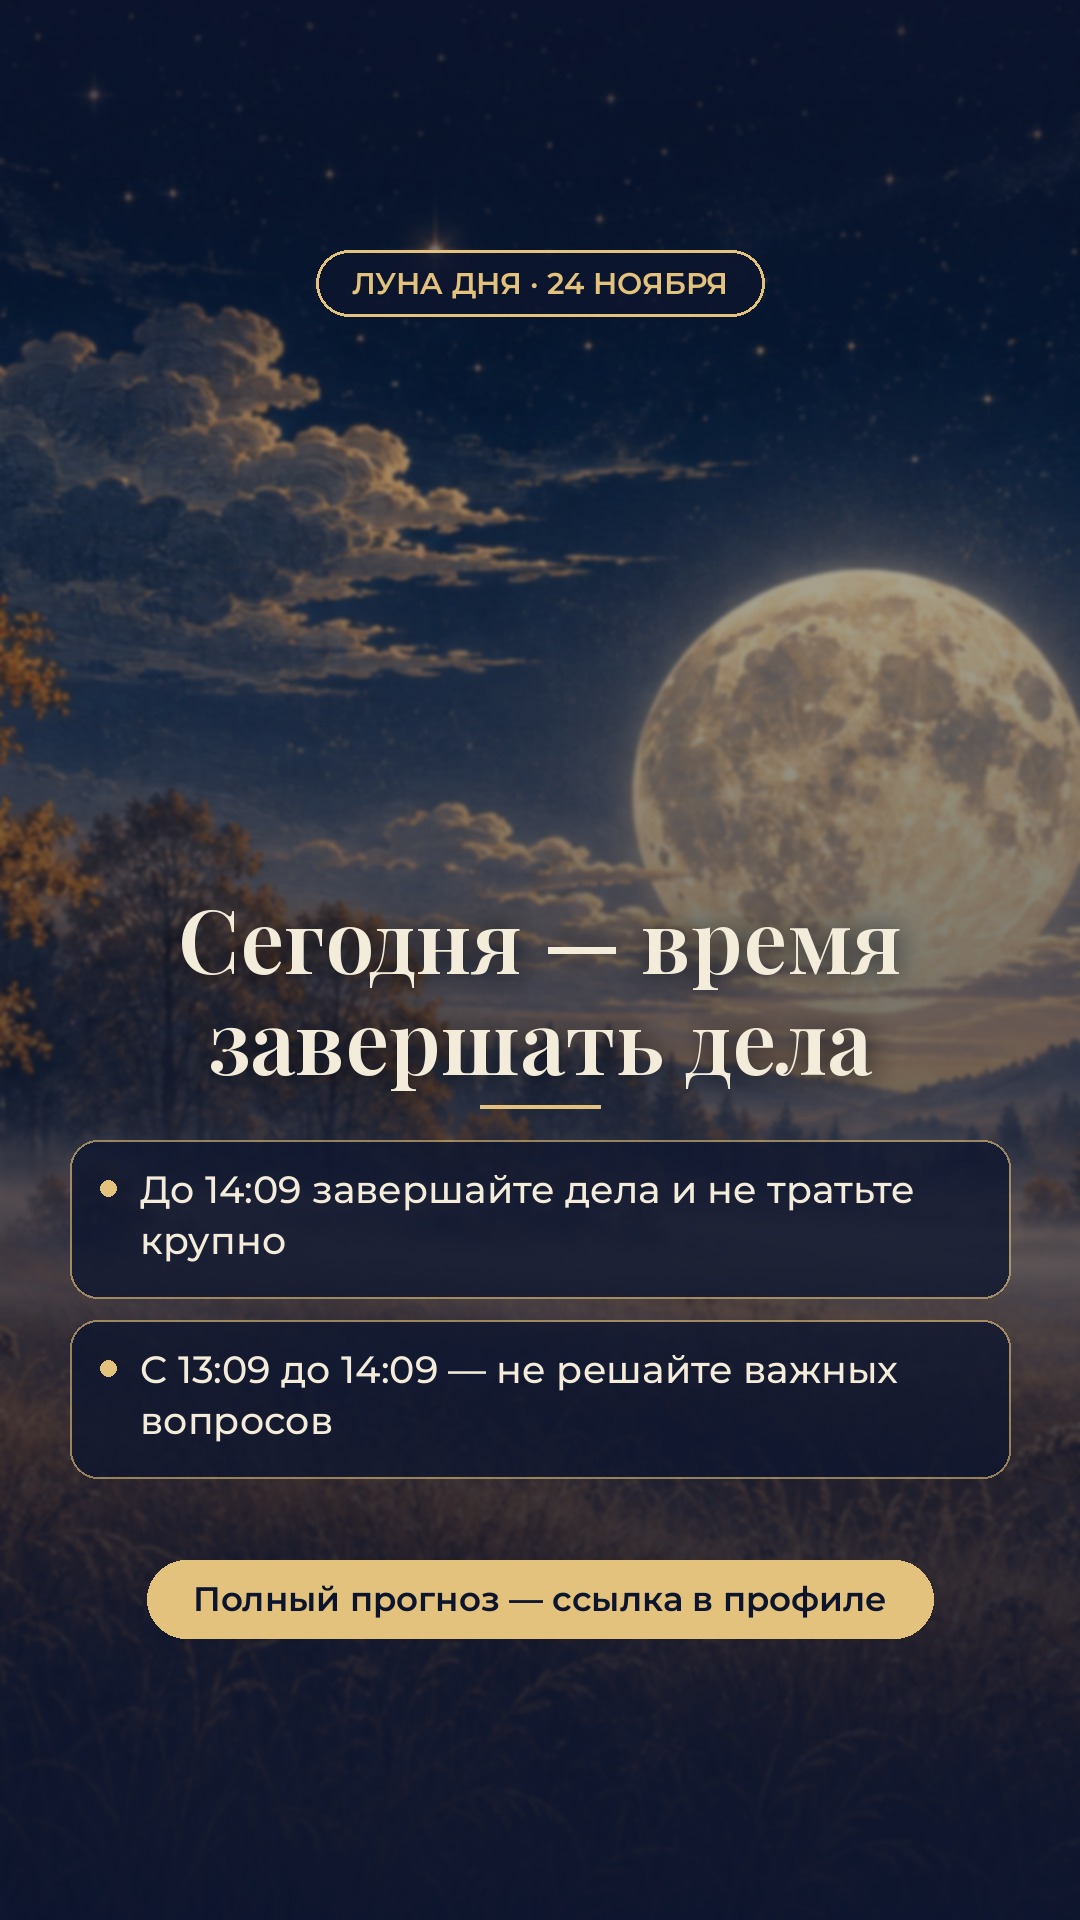 ЛУНА ДНЯ · 24 НОЯБРЯ
Сегодня — время
завершать дела
До 14:09 завершайте дела и не тратьте
крупно
С 13:09 до 14:09 — не решайте важных
вопросов
Полный прогноз — ссылка в профиле